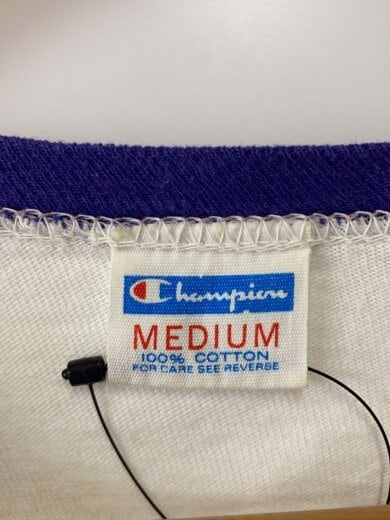 Champion
MEDIUM
100% COTTON
FOR CARE SEE REVERSE